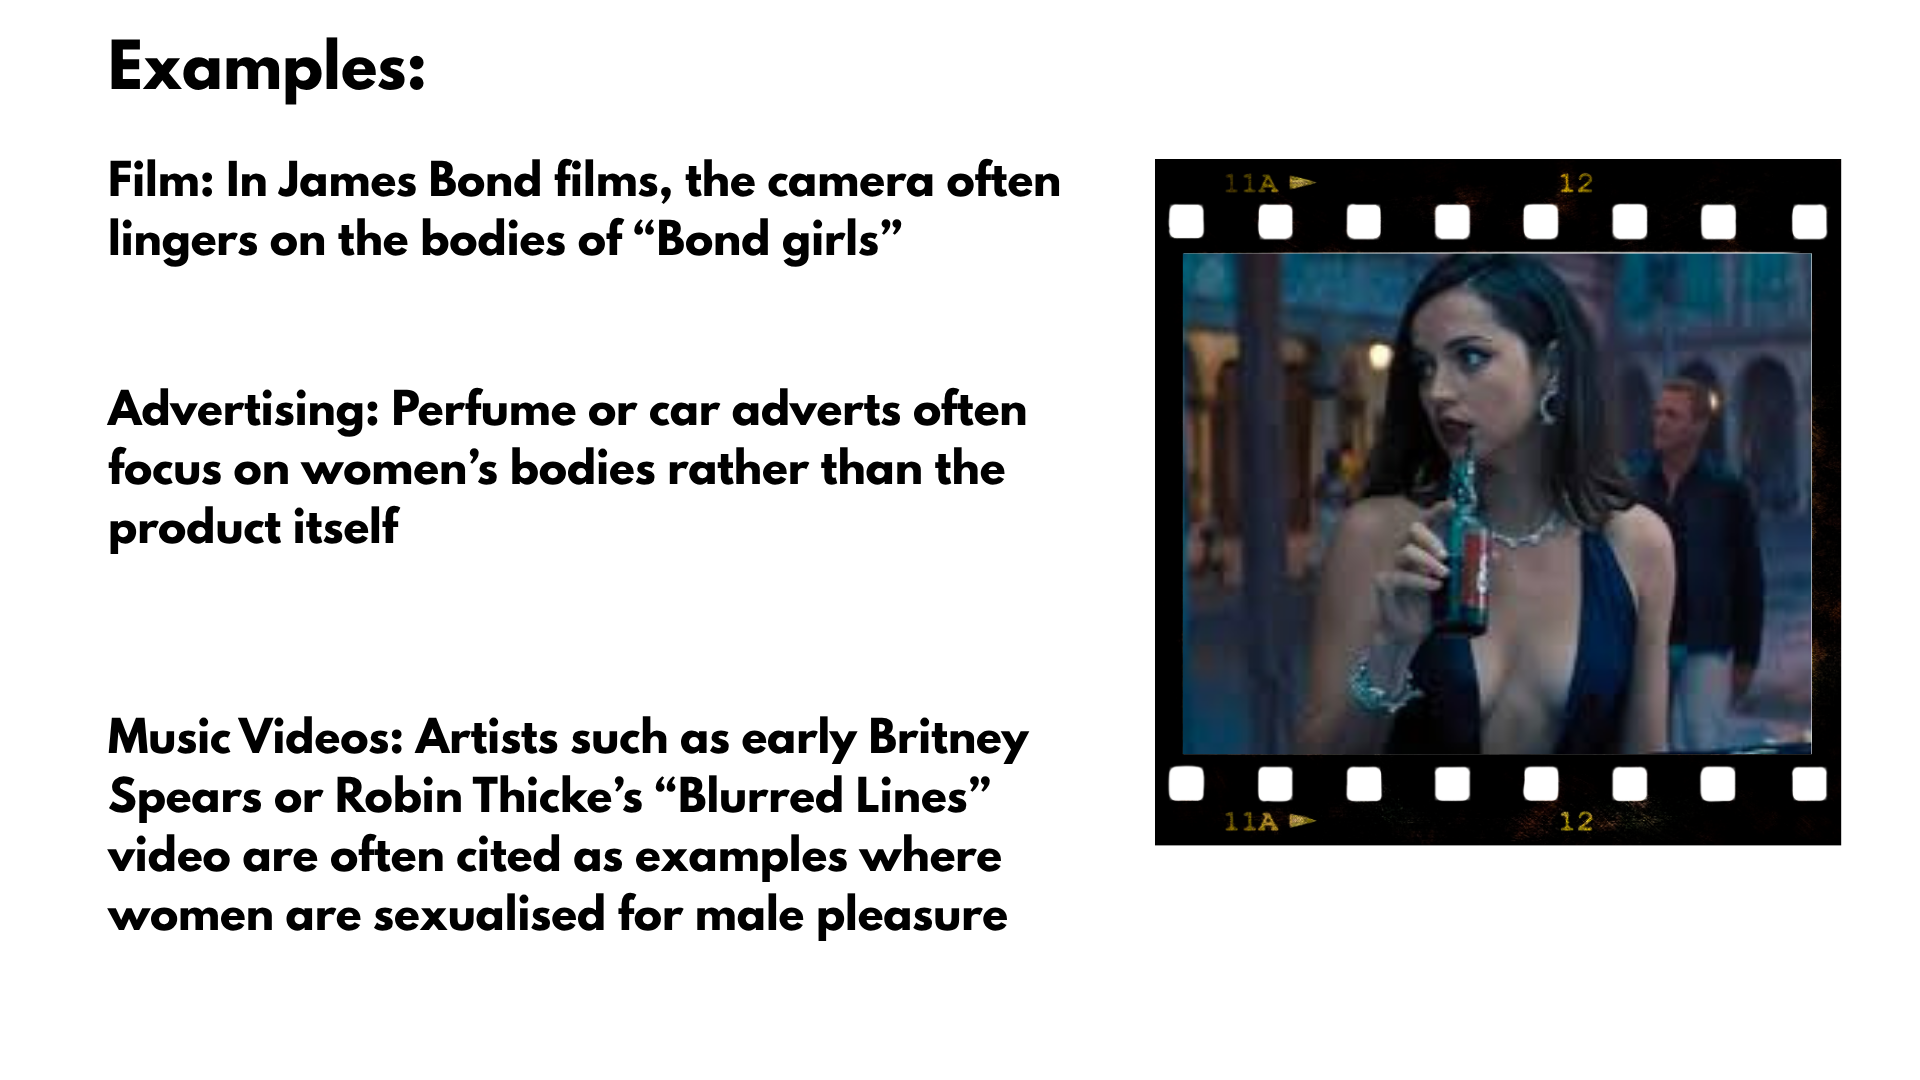 Examples:
Film: In James Bond films, the camera often
lingers on the bodies of “Bond girls”
Advertising: Perfume or car adverts often
focus on women’s bodies rather than the
product itself
Music Videos: Artists such as early Britney
Spears or Robin Thicke’s “Blurred Lines”
video are often cited as examples where
women are sexualised for male pleasure
11A 12
11A 12